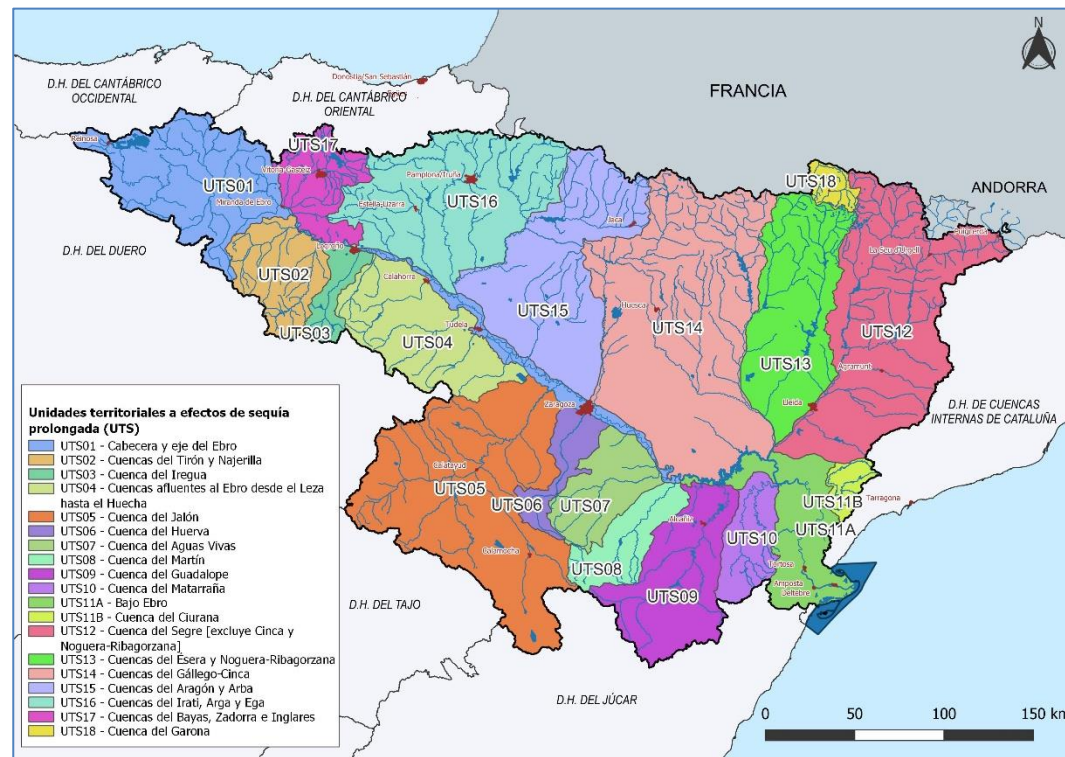 N
D.H. DEL CANTÁBRICO
OCCIDENTAL
Donostia/San Sebastián
D.H. DEL CANTÁBRICO
ORIENTAL
FRANCIA
Reinosa
UTS17
Vitoria-Gasteiz
Pamplona/Iruña
UTS18
ANDORRA
UTS01
Miranda de Ebro
Estella-Lizarra
UTS16
Jaca
Puigcerdà
La Seu d'Urgell
D.H. DEL DUERO
Logroño
UTS02
Calahorra
UTS03
Tudela
UTS04
UTS15
Huesca
UTS14
UTS12
UTS13
Agramunt
Lleida
D.H. DE CUENCAS
INTERNAS DE CATALUÑA
Zaragoza
Calatayud
UTS05
UTS06
UTS07
Alcañiz
UTS10
UTS11B
Tarragona
UTS11A
Calamocha
UTS08
UTS09
Tortosa
Amposta
Deltebre
D.H. DEL TAJO
D.H. DEL JÚCAR
Unidades territoriales a efectos de sequía
prolongada (UTS)
UTS01 - Cabecera y eje del Ebro
UTS02 - Cuencas del Tirón y Najerilla
UTS03 - Cuenca del Iregua
UTS04 - Cuencas afluentes al Ebro desde el Leza
hasta el Huecha
UTS05 - Cuenca del Jalón
UTS06 - Cuenca del Huerva
UTS07 - Cuenca del Aguas Vivas
UTS08 - Cuenca del Martín
UTS09 - Cuenca del Guadalope
UTS10 - Cuenca del Matarraña
UTS11A - Bajo Ebro
UTS11B - Cuenca del Ciurana
UTS12 - Cuenca del Segre [excluye Cinca y
Noguera-Ribagorzana]
UTS13 - Cuencas del Ésera y Noguera-Ribagorzana
UTS14 - Cuencas del Gállego-Cinca
UTS15 - Cuencas del Aragón y Arba
UTS16 - Cuencas del Irati, Arga y Ega
UTS17 - Cuencas del Bayas, Zadorra e Inglares
UTS18 - Cuenca del Garona
0 50 100 150 km